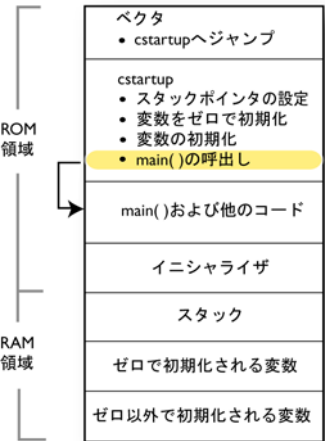 ベクタ
• cstartupへジャンプ
cstartup
• スタックポインタの設定
• 変数をゼロで初期化
• 変数の初期化
• main( )の呼出し
ROM
領域
main( )および他のコード
イニシャライザ
スタック
RAM
領域
ゼロで初期化される変数
ゼロ以外で初期化される変数